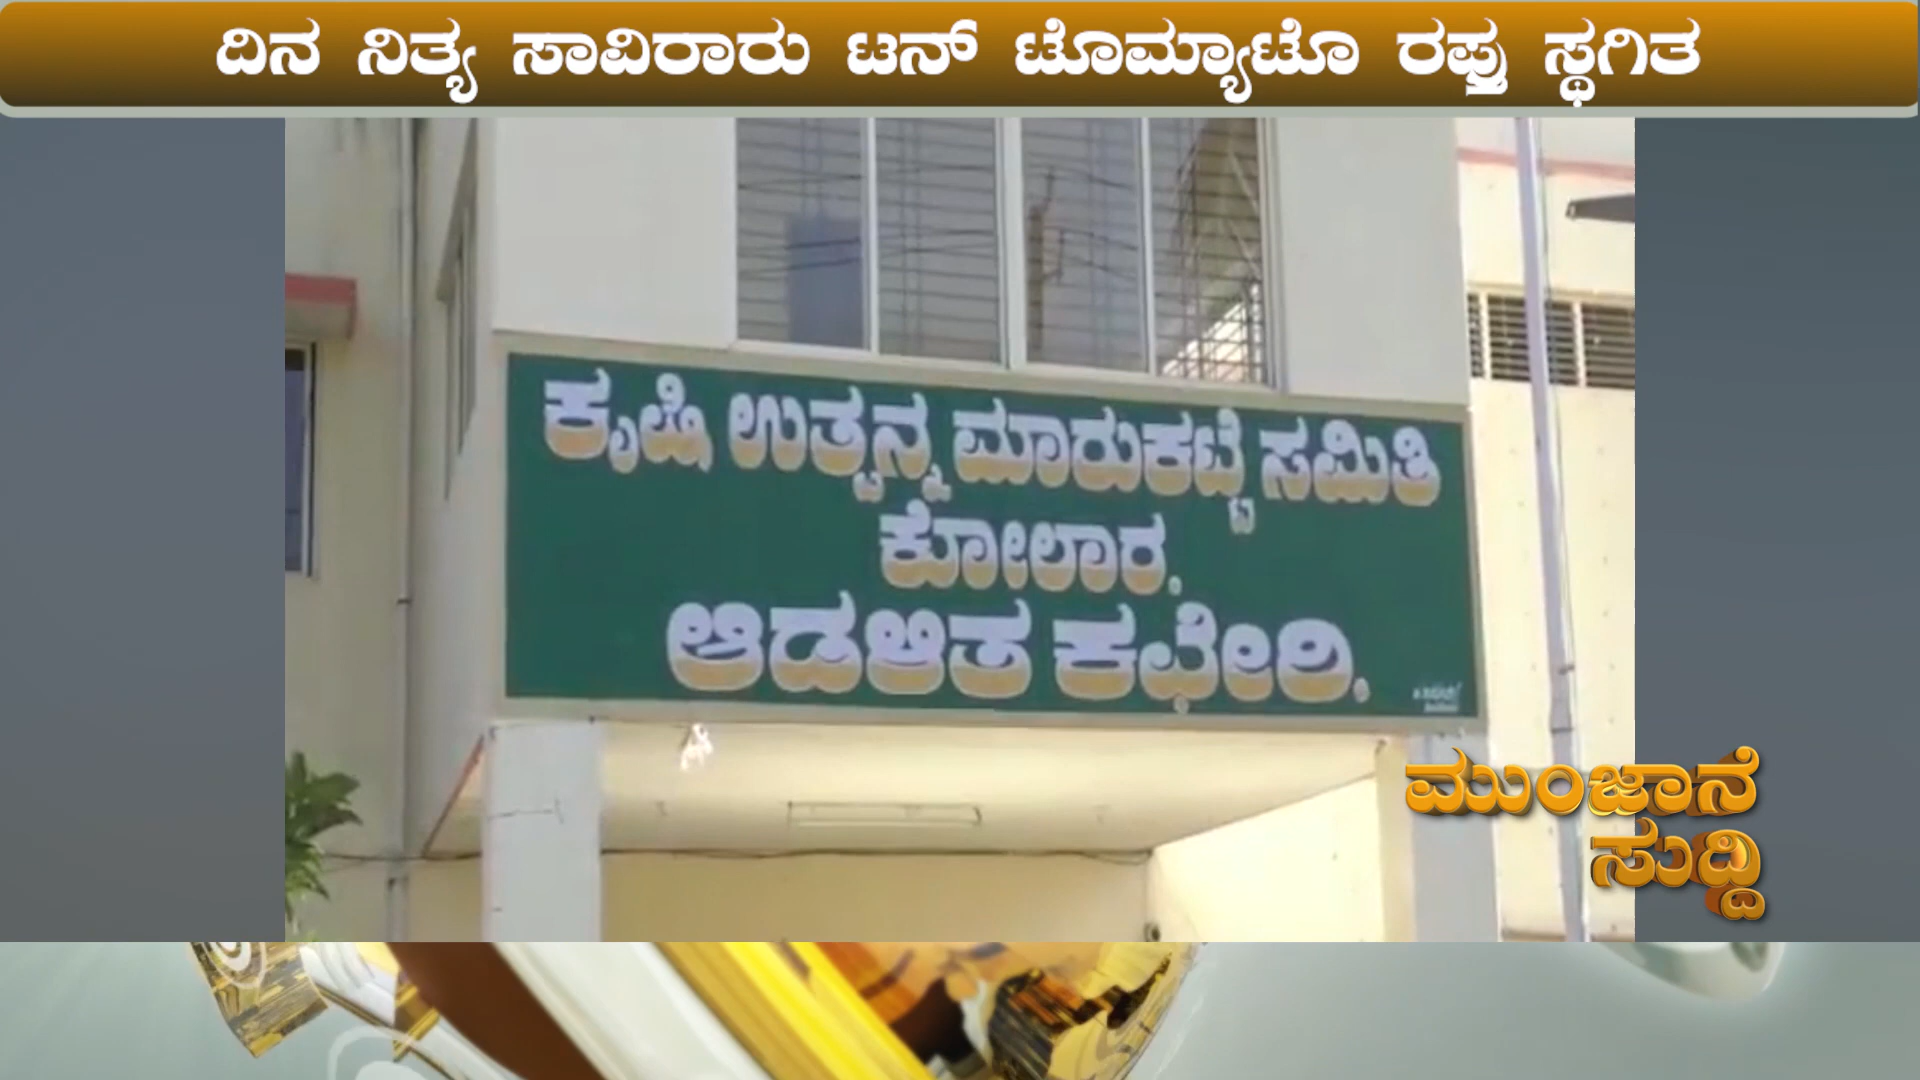 ದಿನ ನಿತ್ಯ ಸಾವಿರಾರು ಟನ್ ಟೊಮ್ಯಾಟೊ ರಫ್ತು ಸ್ಥಗಿತ
ಕೃಷಿ ಉತ್ಪನ್ನ ಮಾರುಕಟ್ಟೆ ಸಮಿತಿ
ಕೋಲಾರ.
ಆಡಳಿತ ಕಛೇರಿ.
ಮುಂಜಾನೆ
ಸುದ್ದಿ